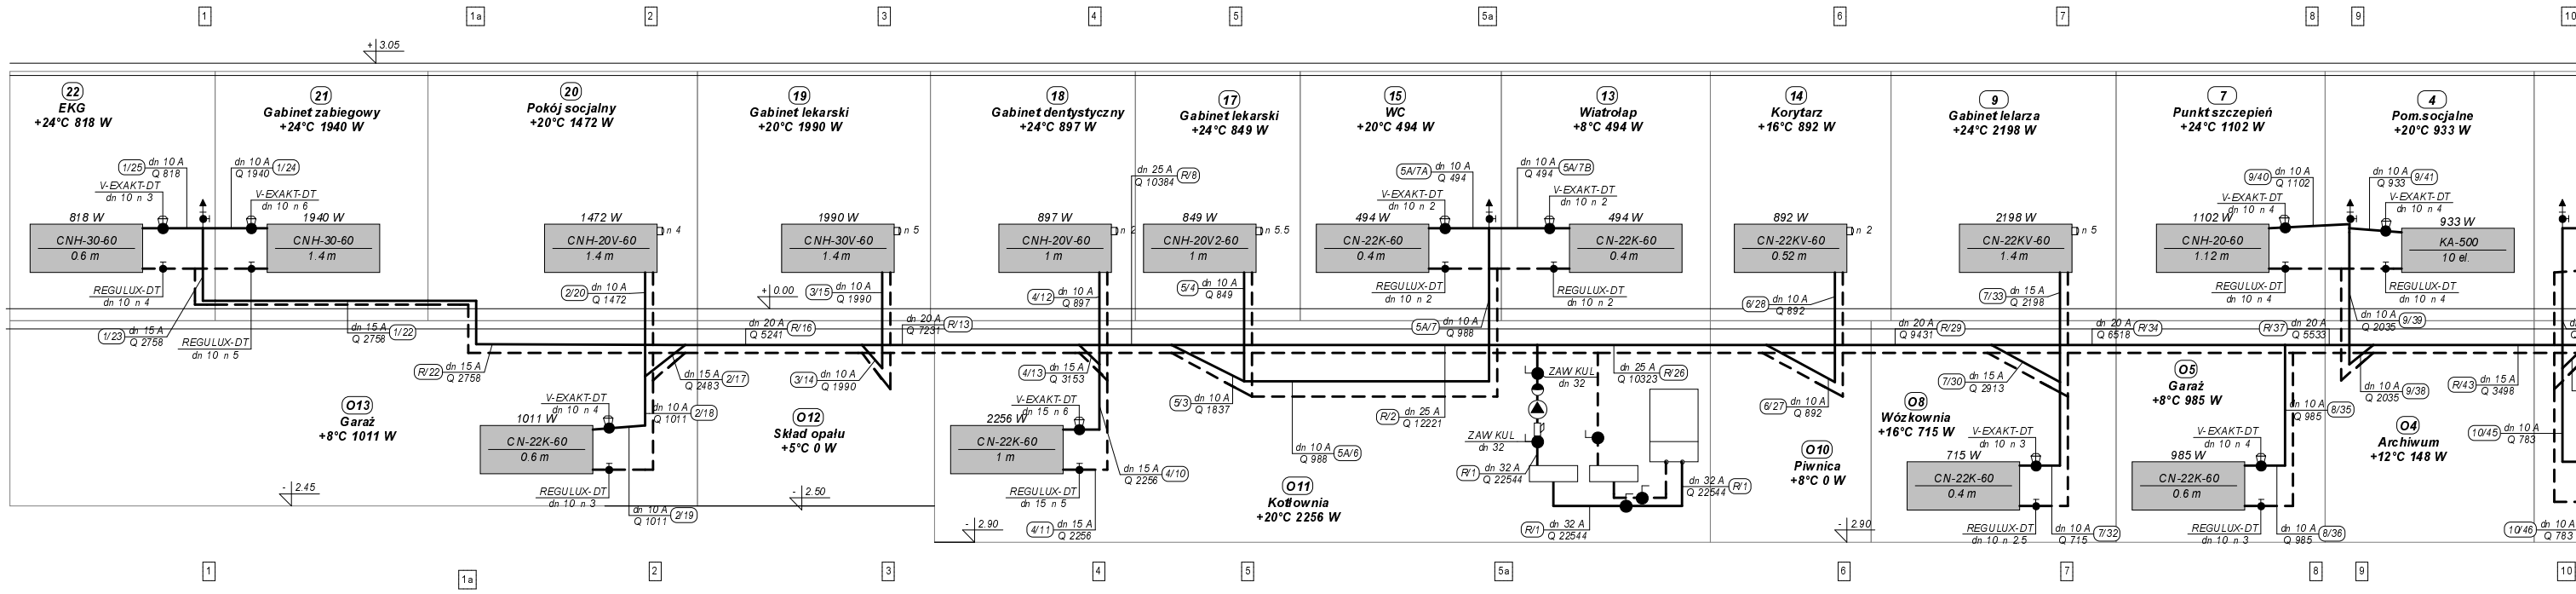 1
1a
2
3
4
5
5a
6
7
8
9
10
+ 3.05
22
EKG
+24°C 818 W
21
Gabinet zabiegowy
+24°C 1940 W
20
Pokój socjalny
+20°C 1472 W
19
Gabinet lekarski
+20°C 1990 W
18
Gabinet dentystyczny
+24°C 897 W
17
Gabinet lekarski
+24°C 849 W
15
WC
+20°C 494 W
13
Wiatrołap
+8°C 494 W
14
Korytarz
+16°C 892 W
9
Gabinet lelarza
+24°C 2198 W
7
Punkt szczepień
+24°C 1102 W
4
Pom.socjalne
+20°C 933 W
1/25 dn 10 A
Q 818
dn 10 A 1/24
Q 1940
V-EXAKT-DT
dn 10 n 3
V-EXAKT-DT
dn 10 n 6
818 W
CNH-30-60
0.6 m
1940 W
CNH-30-60
1.4 m
REGULUX-DT
dn 10 n 4
REGULUX-DT
dn 10 n 5
1/23 dn 15 A
Q 2758
dn 15 A 1/22
Q 2758
1472 W
CNH-20V-60
1.4 m
n 4
2/20 dn 10 A
Q 1472
1990 W
CNH-30V-60
1.4 m
n 5
+ 0.00
3/15 dn 10 A
Q 1990
dn 20 A R/16
Q 5241
dn 20 A R/13
Q 7231
897 W
CNH-20V-60
1 m
n 2
4/12 dn 10 A
Q 897
dn 25 A R/8
Q 10384
849 W
CNH-20V2-60
1 m
n 5.5
5/4 dn 10 A
Q 849
5A/7A dn 10 A
Q 494
dn 10 A 5A/7B
Q 494
V-EXAKT-DT
dn 10 n 2
V-EXAKT-DT
dn 10 n 2
494 W
CN-22K-60
0.4 m
494 W
CN-22K-60
0.4 m
REGULUX-DT
dn 10 n 2
REGULUX-DT
dn 10 n 2
5A/7 dn 10 A
Q 988
892 W
CN-22KV-60
0.52 m
n 2
6/28 dn 10 A
Q 892
2198 W
CN-22KV-60
1.4 m
n 5
7/33 dn 15 A
Q 2198
dn 20 A R/29
Q 9431
dn 20 A R/34
Q 6518
9/40 dn 10 A
Q 1102
dn 10 A 9/41
Q 933
V-EXAKT-DT
dn 10 n 4
V-EXAKT-DT
dn 10 n 4
1102 W
CNH-20-60
1.12 m
933 W
KA-500
10 el.
REGULUX-DT
dn 10 n 4
REGULUX-DT
dn 10 n 4
R/37 dn 20 A
Q 5533
dn 10 A 9/39
Q 2035
R/22 dn 15 A
Q 2758
dn 15 A 2/17
Q 2483
3/14 dn 10 A
Q 1990
4/13 dn 15 A
Q 3153
5/3 dn 10 A
Q 1837
R/2 dn 25 A
Q 12221
ZAW KUL
dn 32
dn 25 A R/26
Q 10323
6/27 dn 10 A
Q 892
7/30 dn 15 A
Q 2913
dn 10 A 9/38
Q 2035
R/43 dn 15 A
Q 3498
O13
Garaż
+8°C 1011 W
V-EXAKT-DT
dn 10 n 4
1011 W
CN-22K-60
0.6 m
dn 10 A 2/18
Q 1011
REGULUX-DT
dn 10 n 3
dn 10 A 2/19
Q 1011
O12
Skład opału
+5°C 0 W
V-EXAKT-DT
dn 15 n 6
2256 W
CN-22K-60
1 m
REGULUX-DT
dn 15 n 5
dn 15 A 4/10
Q 2256
4/11 dn 15 A
Q 2256
dn 10 A 5A/6
Q 988
O11
Kotłownia
+20°C 2256 W
ZAW KUL
dn 32
R/1 dn 32 A
Q 22544
dn 32 A R/1
Q 22544
R/1 dn 32 A
Q 22544
O10
Piwnica
+8°C 0 W
O8
Wózkownia
+16°C 715 W
V-EXAKT-DT
dn 10 n 3
715 W
CN-22K-60
0.4 m
REGULUX-DT
dn 10 n 2.5
dn 10 A 7/32
Q 715
O5
Garaż
+8°C 985 W
dn 10 A 8/35
Q 985
V-EXAKT-DT
dn 10 n 4
985 W
CN-22K-60
0.6 m
REGULUX-DT
dn 10 n 3
dn 10 A 8/36
Q 985
O4
Archiwum
+12°C 148 W
10/45 dn 10 A
Q 783
10/46 dn 10 A
Q 783
- 2.45
- 2.50
- 2.90
- 2.90
1
1a
2
3
4
5
5a
6
7
8
9
10